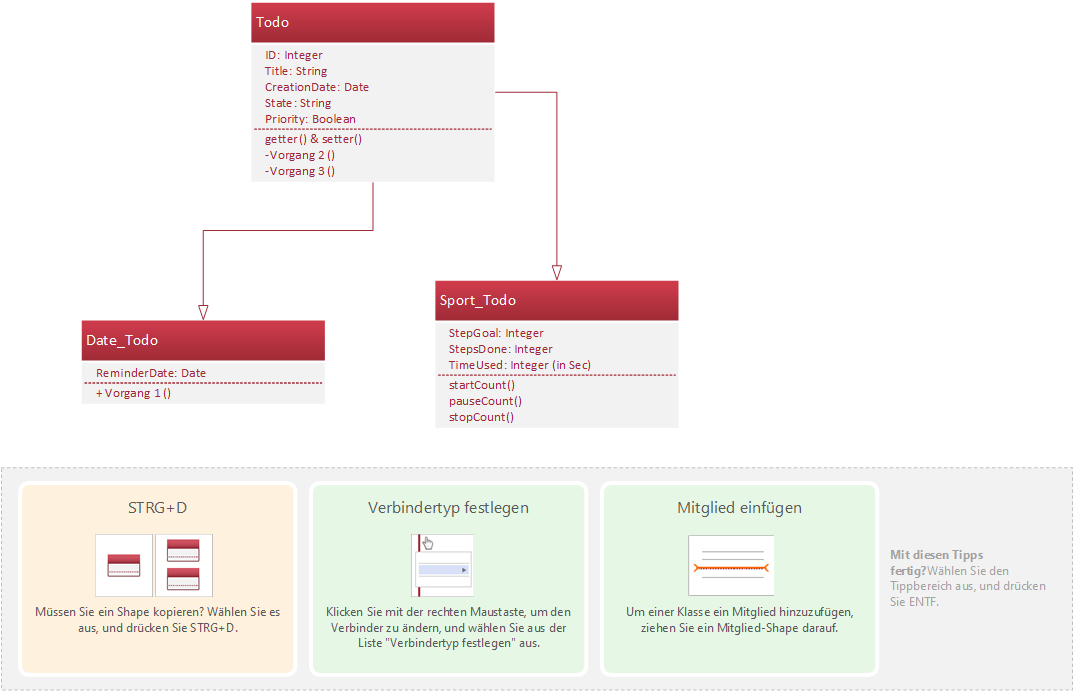 Todo
ID: Integer
Title: String
CreationDate: Date
State: String
Priority: Boolean
getter() & setter()
-Vorgang 2 ()
-Vorgang 3 ()
Sport_Todo
StepGoal: Integer
StepsDone: Integer
TimeUsed: Integer (in Sec)
startCount()
pauseCount()
stopCount()
Date_Todo
ReminderDate: Date
+ Vorgang 1 ()
STRG+D
Müssen Sie ein Shape kopieren? Wählen Sie es
aus, und drücken Sie STRG+D.
Verbindertyp festlegen
Klicken Sie mit der rechten Maustaste, um den
Verbinder zu ändern, und wählen Sie aus der
Liste "Verbindertyp festlegen" aus.
Mitglied einfügen
Um einer Klasse ein Mitglied hinzuzufügen,
ziehen Sie ein Mitglied-Shape darauf.
Mit diesen Tipps
fertig?Wählen Sie den
Tippbereich aus, und drücken
Sie ENTF.